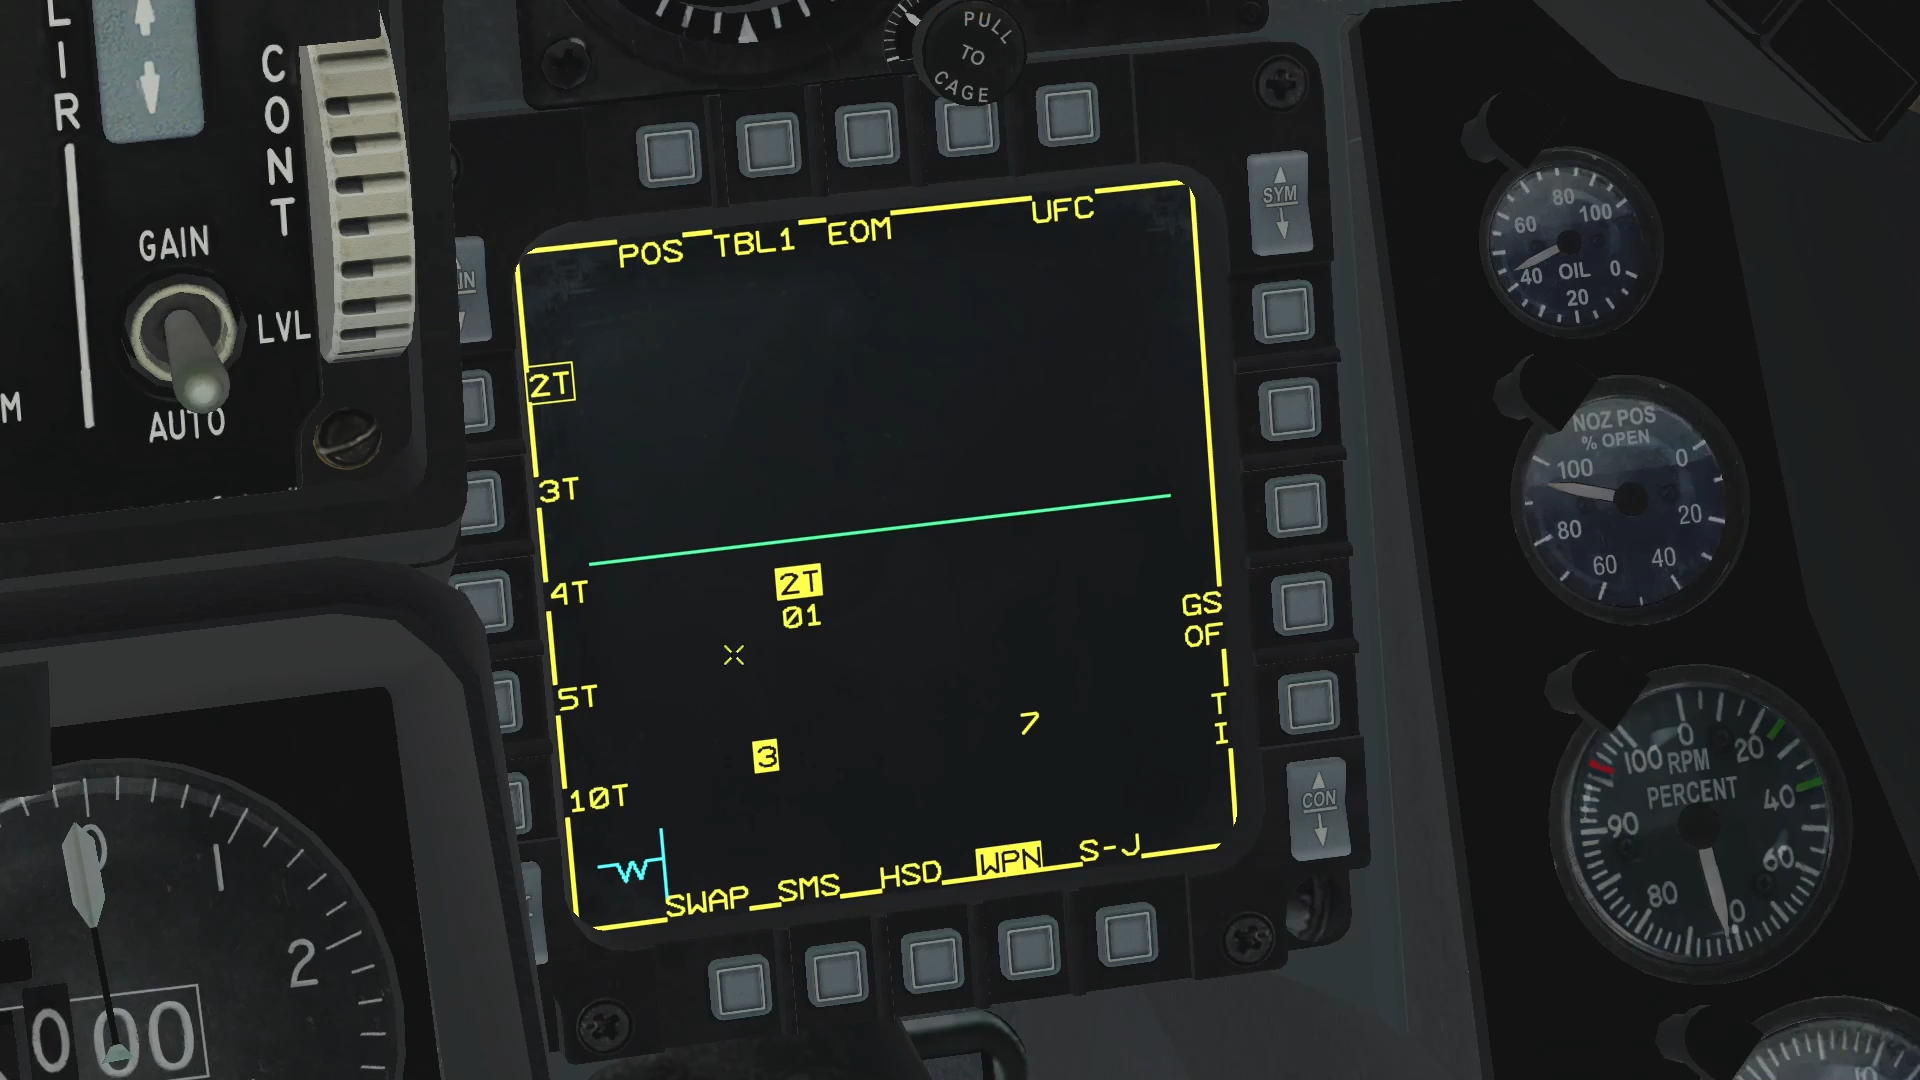 L
I
R
CONT
GAIN
LVL
AUTO
M
PULL
TO
CAGE
SYM
POS TBL1 EOM UFC
2T
3T
4T
5T
10T
2T
01
3
7
GS
OF
T
I
W
SWAP SMS HSD WPN S-J
CON
60 80 100
40 OIL 0
20
NOZ POS
% OPEN
100 0
80 20
60 40
0
100 RPM 20
PERCENT 40
90 60
80
0
1
2
000